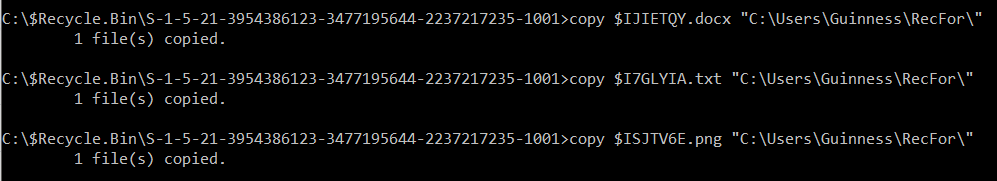 C:\$Recycle.Bin\S-1-5-21-3954386123-3477195644-2237217235-1001>copy $IJIETQY.docx "C:\Users\Guinness\RecFor\"
1 file(s) copied.
C:\$Recycle.Bin\S-1-5-21-3954386123-3477195644-2237217235-1001>copy $I7GLYIA.txt "C:\Users\Guinness\RecFor\"
1 file(s) copied.
C:\$Recycle.Bin\S-1-5-21-3954386123-3477195644-2237217235-1001>copy $ISJTV6E.png "C:\Users\Guinness\RecFor\"
1 file(s) copied.